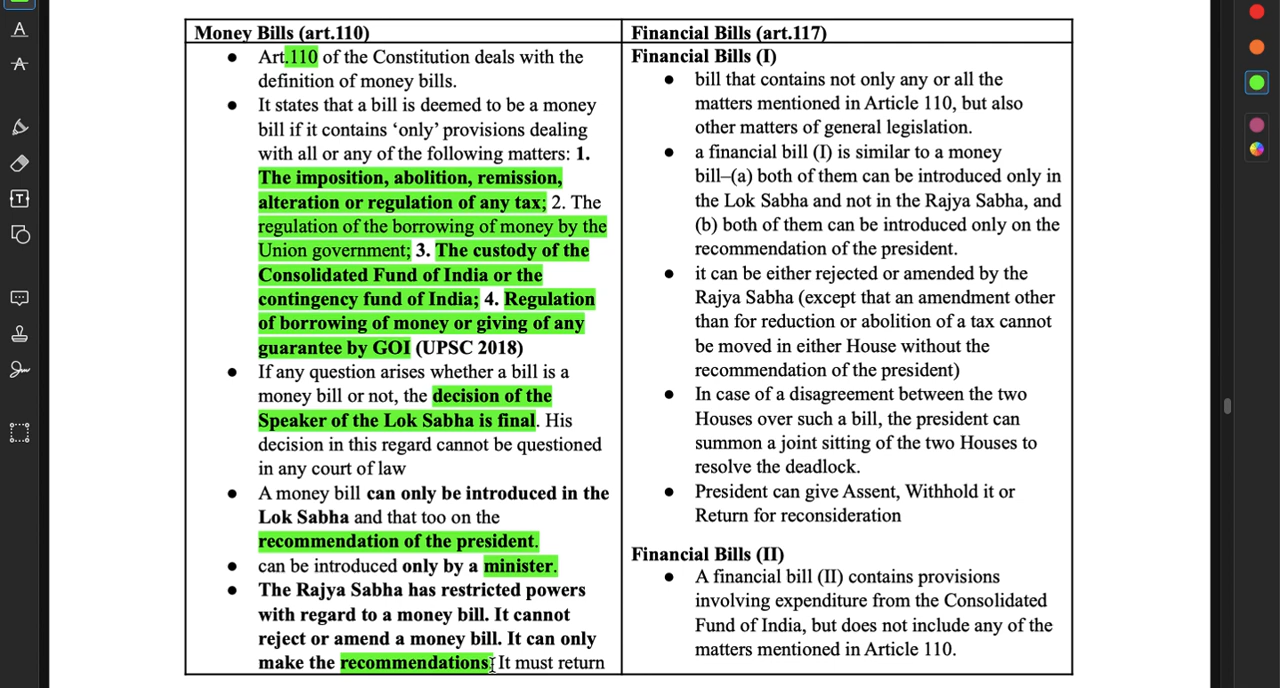 Money Bills (art.110)
Art.110 of the Constitution deals with the
definition of money bills.
It states that a bill is deemed to be a money
bill if it contains ‘only’ provisions dealing
with all or any of the following matters: 1.
The imposition, abolition, remission,
alteration or regulation of any tax; 2. The
regulation of the borrowing of money by the
Union government; 3. The custody of the
Consolidated Fund of India or the
contingency fund of India; 4. Regulation
of borrowing of money or giving of any
guarantee by GOI (UPSC 2018)
If any question arises whether a bill is a
money bill or not, the decision of the
Speaker of the Lok Sabha is final. His
decision in this regard cannot be questioned
in any court of law
A money bill can only be introduced in the
Lok Sabha and that too on the
recommendation of the president.
can be introduced only by a minister.
The Rajya Sabha has restricted powers
with regard to a money bill. It cannot
reject or amend a money bill. It can only
make the recommendations. It must return
Financial Bills (art.117)
Financial Bills (I)
bill that contains not only any or all the
matters mentioned in Article 110, but also
other matters of general legislation.
a financial bill (I) is similar to a money
bill–(a) both of them can be introduced only in
the Lok Sabha and not in the Rajya Sabha, and
(b) both of them can be introduced only on the
recommendation of the president.
it can be either rejected or amended by the
Rajya Sabha (except that an amendment other
than for reduction or abolition of a tax cannot
be moved in either House without the
recommendation of the president)
In case of a disagreement between the two
Houses over such a bill, the president can
summon a joint sitting of the two Houses to
resolve the deadlock.
President can give Assent, Withhold it or
Return for reconsideration
Financial Bills (II)
A financial bill (II) contains provisions
involving expenditure from the Consolidated
Fund of India, but does not include any of the
matters mentioned in Article 110.